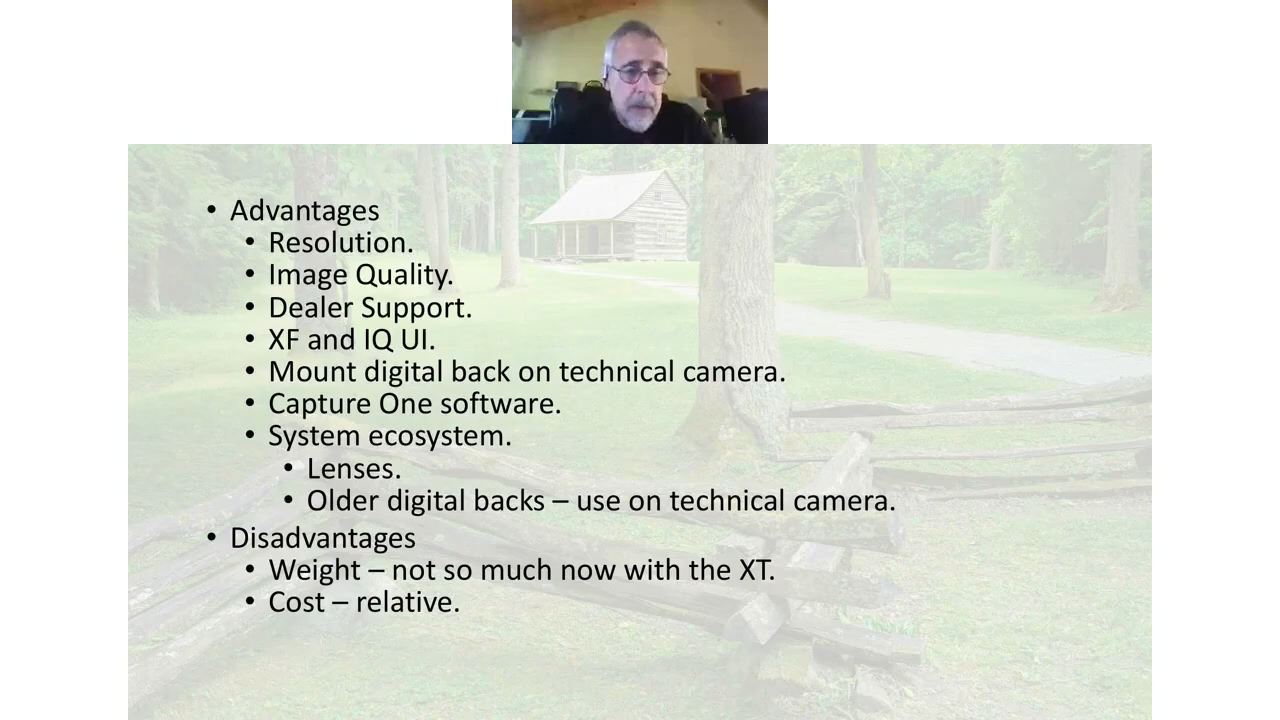 • Advantages
• Resolution.
• Image Quality.
• Dealer Support.
• XF and IQ UI.
• Mount digital back on technical camera.
• Capture One software.
• System ecosystem.
• Lenses.
• Older digital backs – use on technical camera.
• Disadvantages
• Weight – not so much now with the XT.
• Cost – relative.